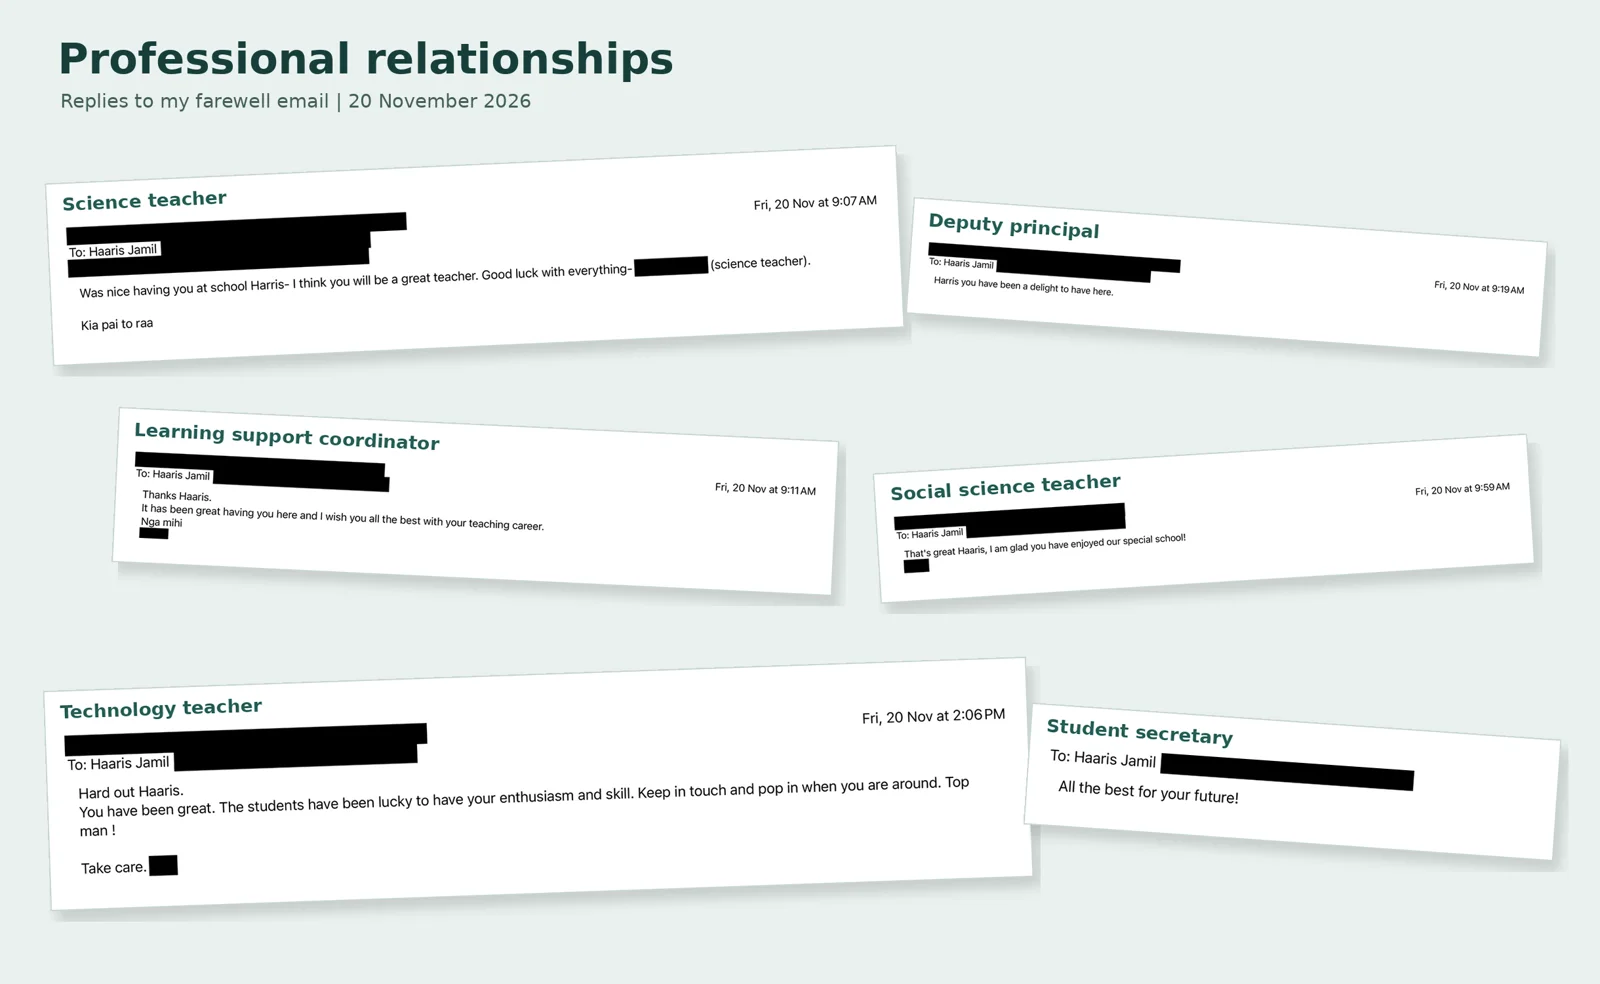 Professional relationships
Replies to my farewell email | 20 November 2026
Science teacher
Fri, 20 Nov at 9:07 AM
To: Haaris Jamil
Was nice having you at school Harris- I think you will be a great teacher. Good luck with everything- (science teacher).
Kia pai to raa
Deputy principal
To: Haaris Jamil
Fri, 20 Nov at 9:19 AM
Harris you have been a delight to have here.
Learning support coordinator
To: Haaris Jamil
Fri, 20 Nov at 9:11 AM
Thanks Haaris.
It has been great having you here and I wish you all the best with your teaching career.
Nga mihi
Social science teacher
Fri, 20 Nov at 9:59 AM
To: Haaris Jamil
That's great Haaris, I am glad you have enjoyed our special school!
Technology teacher
Fri, 20 Nov at 2:06 PM
To: Haaris Jamil
Hard out Haaris.
You have been great. The students have been lucky to have your enthusiasm and skill. Keep in touch and pop in when you are around. Top
man !
Take care.
Student secretary
To: Haaris Jamil
All the best for your future!